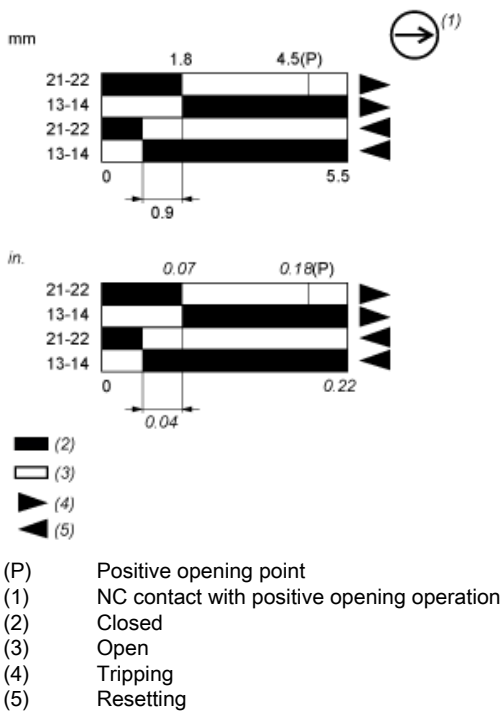 (1)
mm
1.8 4.5(P)
21-22
13-14
21-22
13-14
0 5.5
0.9
in.
0.07 0.18(P)
21-22
13-14
21-22
13-14
0 0.22
0.04
(2)
(3)
(4)
(5)
(P) Positive opening point
(1) NC contact with positive opening operation
(2) Closed
(3) Open
(4) Tripping
(5) Resetting